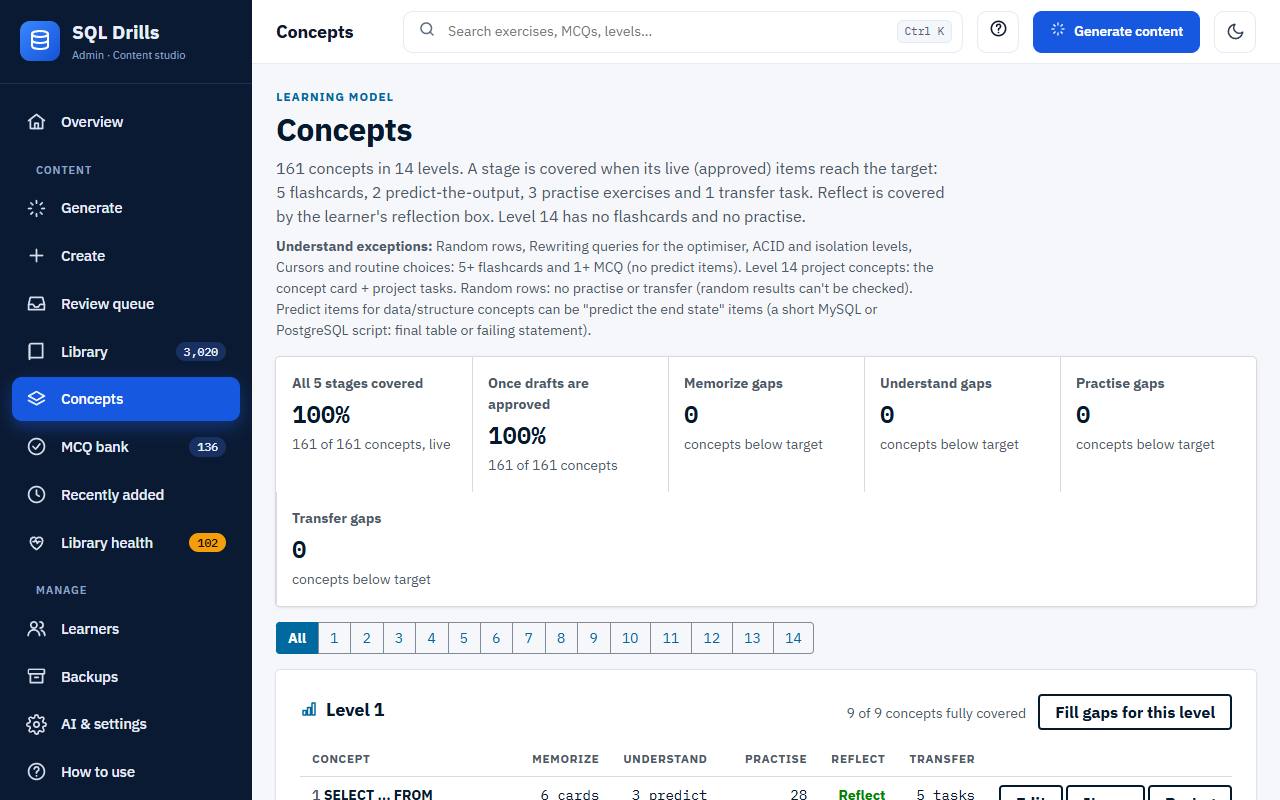 SQL Drills
Admin · Content studio
Overview
CONTENT
Generate
Create
Review queue
Library 3,020
Concepts
MCQ bank 136
Recently added
Library health 102
MANAGE
Learners
Backups
AI & settings
How to use
Concepts
Search exercises, MCQs, levels...
Ctrl K
Generate content
LEARNING MODEL
Concepts
161 concepts in 14 levels. A stage is covered when its live (approved) items reach the target:
5 flashcards, 2 predict-the-output, 3 practise exercises and 1 transfer task. Reflect is covered
by the learner's reflection box. Level 14 has no flashcards and no practise.
Understand exceptions: Random rows, Rewriting queries for the optimiser, ACID and isolation levels,
Cursors and routine choices: 5+ flashcards and 1+ MCQ (no predict items). Level 14 project concepts: the
concept card + project tasks. Random rows: no practise or transfer (random results can't be checked).
Predict items for data/structure concepts can be "predict the end state" items (a short MySQL or
PostgreSQL script: final table or failing statement).
All 5 stages covered
100%
161 of 161 concepts, live
Once drafts are
approved
100%
161 of 161 concepts
Memorize gaps
0
concepts below target
Understand gaps
0
concepts below target
Practise gaps
0
concepts below target
Transfer gaps
0
concepts below target
All 1 2 3 4 5 6 7 8 9 10 11 12 13 14
Level 1
9 of 9 concepts fully covered
Fill gaps for this level
CONCEPT MEMORIZE UNDERSTAND PRACTISE REFLECT TRANSFER
1 SELECT ... FROM 6 cards 3 predict 28 Reflect 5 tasks